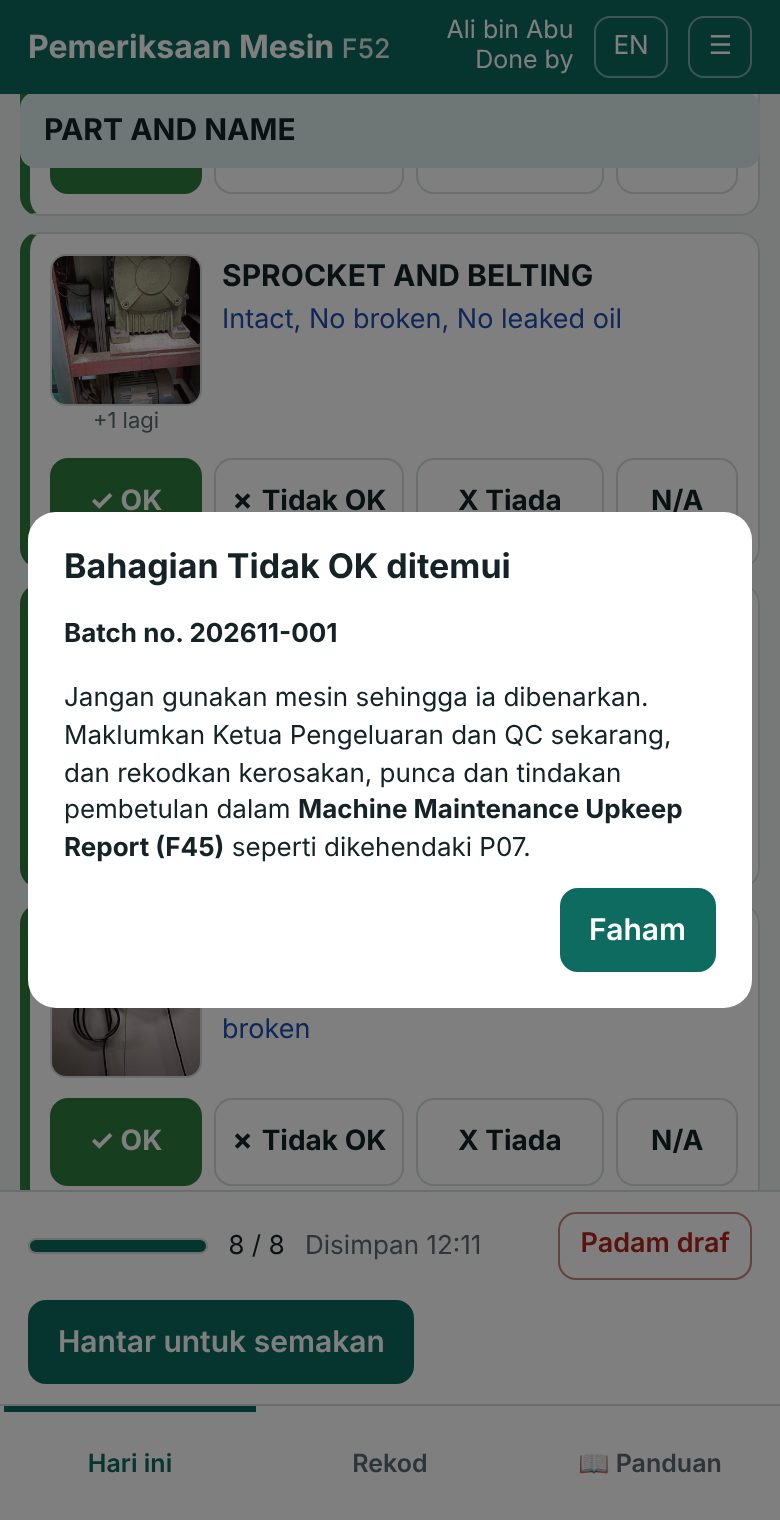 Pemeriksaan Mesin F52
Ali bin Abu
Done by
EN
☰
PART AND NAME
SPROCKET AND BELTING
Intact, No broken, No leaked oil
+1 lagi
✓ OK
× Tidak OK
X Tiada
N/A
Bahagian Tidak OK ditemui
Batch no. 202611-001
Jangan gunakan mesin sehingga ia dibenarkan.
Maklumkan Ketua Pengeluaran dan QC sekarang,
dan rekodkan kerosakan, punca dan tindakan
pembetulan dalam Machine Maintenance Upkeep
Report (F45) seperti dikehendaki P07.
Faham
broken
✓ OK
× Tidak OK
X Tiada
N/A
8 / 8
Disimpan 12:11
Padam draf
Hantar untuk semakan
Hari ini
Rekod
📖 Panduan